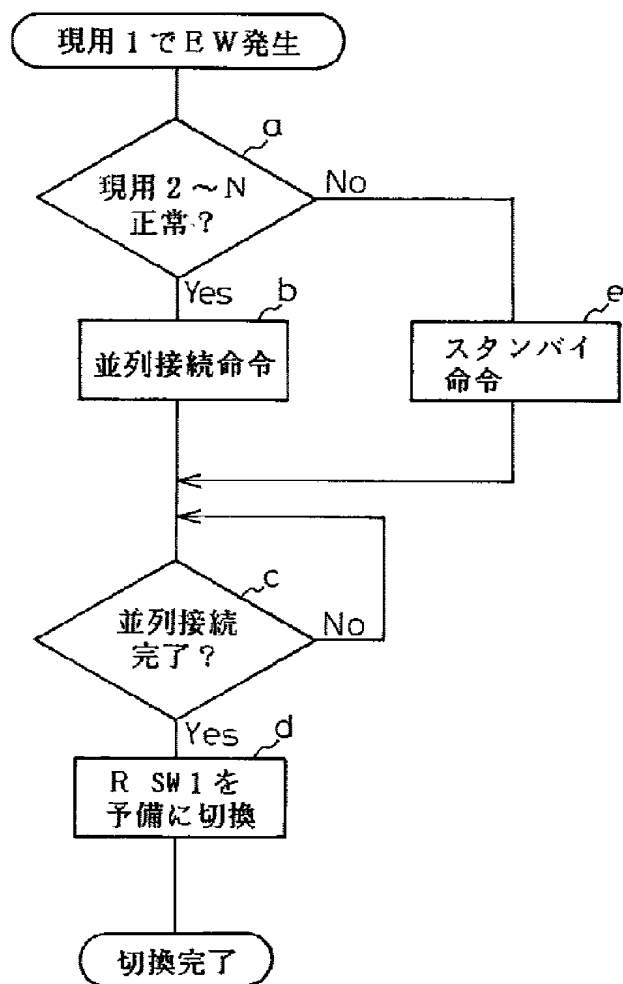 現用1でEW発生
a
現用2～N
正常？
No
Yes
b
並列接続命令
e
スタンバイ
命令
c
並列接続
完了？
No
Yes
d
R SW1を
予備に切換
切換完了